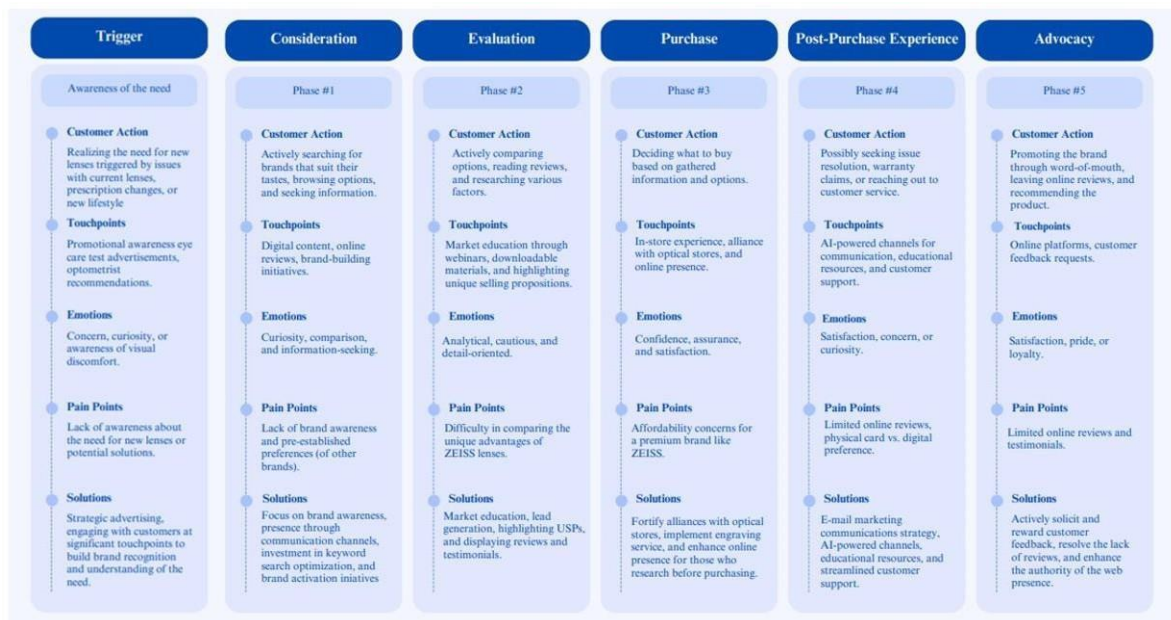 Trigger
Awareness of the need
Customer Action
Realizing the need for new
lenses triggered by issues
with current lenses,
prescription changes, or
new lifestyle
Touchpoints
Promotional awareness eye
care test advertisements,
optometrist
recommendations.
Emotions
Concern, curiosity, or
awareness of visual
discomfort.
Pain Points
Lack of awareness about
the need for new lenses or
potential solutions.
Solutions
Strategic advertising,
engaging with customers at
significant touchpoints to
build brand recognition
and understanding of the
need.
Consideration
Phase #1
Customer Action
Actively searching for
brands that suit their
tastes, browsing options,
and seeking information.
Touchpoints
Digital content, online
reviews, brand-building
initiatives.
Emotions
Curiosity, comparison,
and information-seeking.
Pain Points
Lack of brand awareness
and pre-established
preferences (of other
brands).
Solutions
Focus on brand awareness,
presence through
communication channels,
investment in keyword
search optimization, and
brand activation iniatives
Evaluation
Phase #2
Customer Action
Actively comparing
options, reading reviews,
and researching various
factors.
Touchpoints
Market education through
webinars, downloadable
materials, and highlighting
unique selling propositions.
Emotions
Analytical, cautious, and
detail-oriented.
Pain Points
Difficulty in comparing the
unique advantages of
ZEISS lenses.
Solutions
Market education, lead
generation, highlighting USPs,
and displaying reviews and
testimonials.
Purchase
Phase #3
Customer Action
Deciding what to buy
based on gathered
information and options.
Touchpoints
In-store experience, alliance
with optical stores, and
online presence.
Emotions
Confidence, assurance,
and satisfaction.
Pain Points
Affordability concerns for
a premium brand like
ZEISS.
Solutions
Fortify alliances with optical
stores, implement engraving
service, and enhance online
presence for those who
research before purchasing.
Post-Purchase Experience
Phase #4
Customer Action
Possibly seeking issue
resolution, warranty
claims, or reaching out to
customer service.
Touchpoints
AI-powered channels for
communication, educational
resources, and customer
support.
Emotions
Satisfaction, concern, or
curiosity.
Pain Points
Limited online reviews,
physical card vs. digital
preference.
Solutions
E-mail marketing
communications strategy,
AI-powered channels,
educational resources, and
streamlined customer
support.
Advocacy
Phase #5
Customer Action
Promoting the brand
through word-of-mouth,
leaving online reviews, and
recommending the
product.
Touchpoints
Online platforms, customer
feedback requests.
Emotions
Satisfaction, pride, or
loyalty.
Pain Points
Limited online reviews and
testimonials.
Solutions
Actively solicit and
reward customer
feedback, resolve the lack
of reviews, and enhance
the authority of the web
presence.